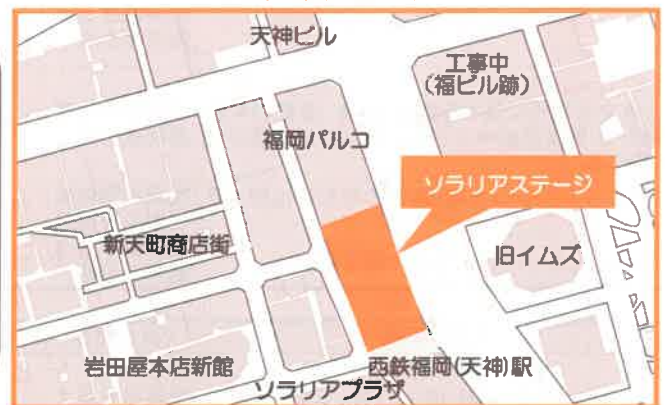 天神ビル
工事中
(福ビル跡)
福岡パルコ
ソラリアステージ
新天町商店街
旧イムズ
岩田屋本店新館
西鉄福岡(天神)駅
ソラリアプラザ